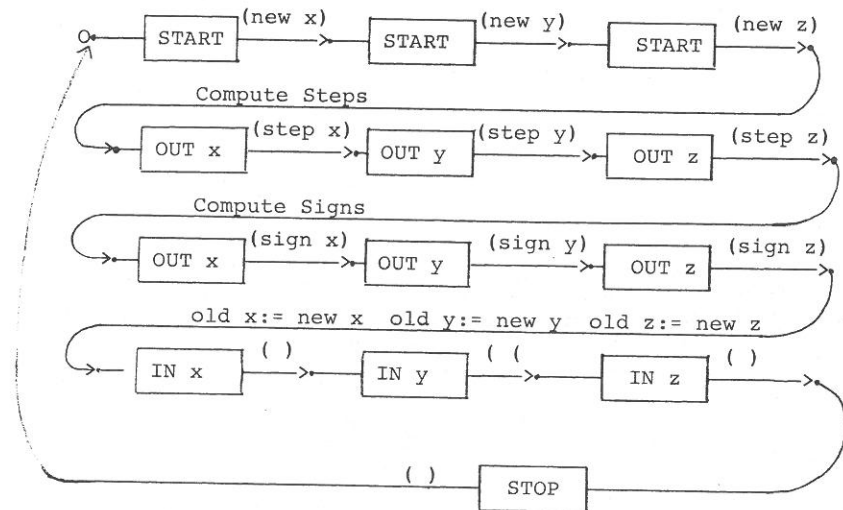 (new x) (new y) (new z)
START START START
Compute Steps
(step x) (step y) (step z)
OUT x OUT y OUT z
Compute Signs
(sign x) (sign y) (sign z)
OUT x OUT y OUT z
old x:= new x old y:= new y old z:= new z
( ) ( ( ( )
IN x IN y IN z
( )
STOP